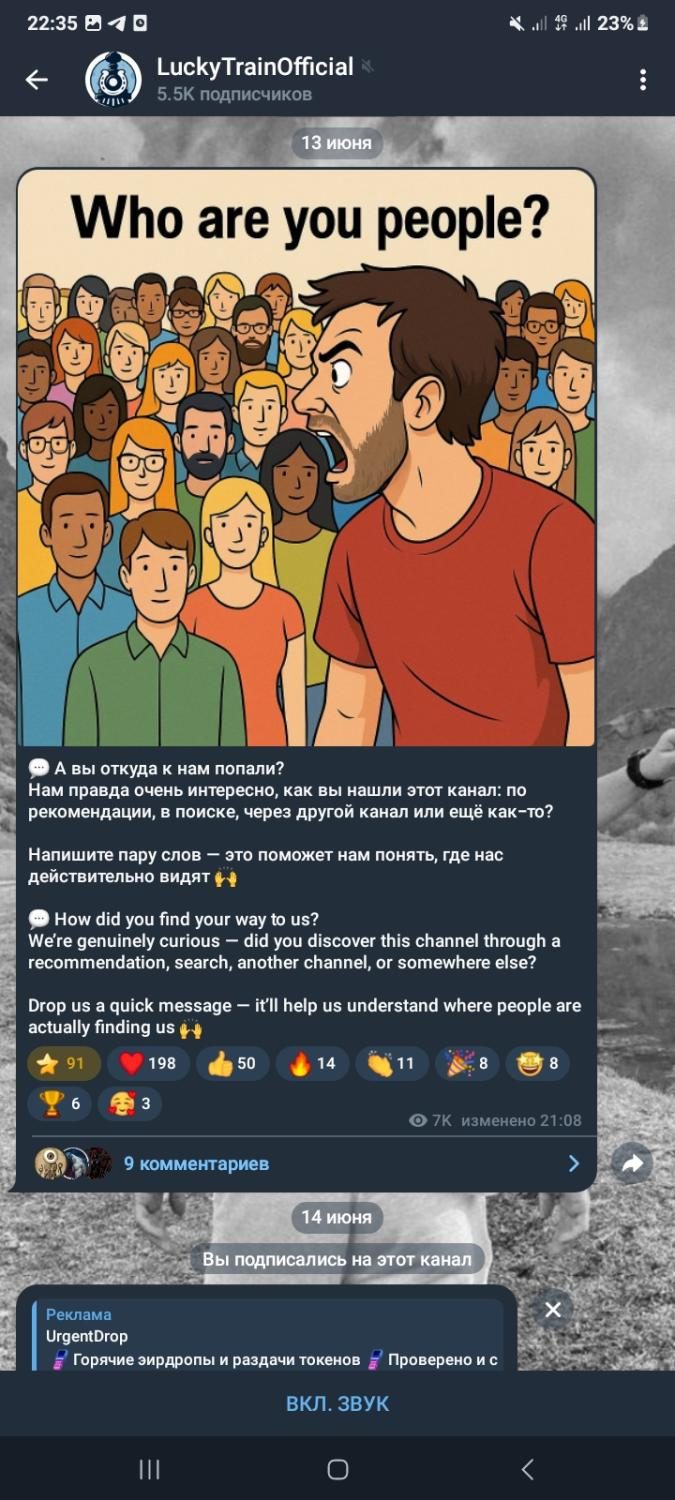 22:35
4G
23%
LuckyTrainOfficial
5.5K подписчиков
13 июня
Who are you people?
💬 А вы откуда к нам попали?
Нам правда очень интересно, как вы нашли этот канал: по
рекомендации, в поиске, через другой канал или ещё как-то?
Напишите пару слов — это поможет нам понять, где нас
действительно видят 🙌
💬 How did you find your way to us?
We’re genuinely curious — did you discover this channel through a
recommendation, search, another channel, or somewhere else?
Drop us a quick message — it’ll help us understand where people are
actually finding us 🙌
⭐ 91 ❤️ 198 👍 50 🔥 14 👏 11 🎉 8 🤩 8
🏆 6 🥰 3
7K изменено 21:08
9 комментариев
14 июня
Вы подписались на этот канал
Реклама
UrgentDrop
Горячие эирдропы и раздачи токенов Проверено и с
ВКЛ. ЗВУК